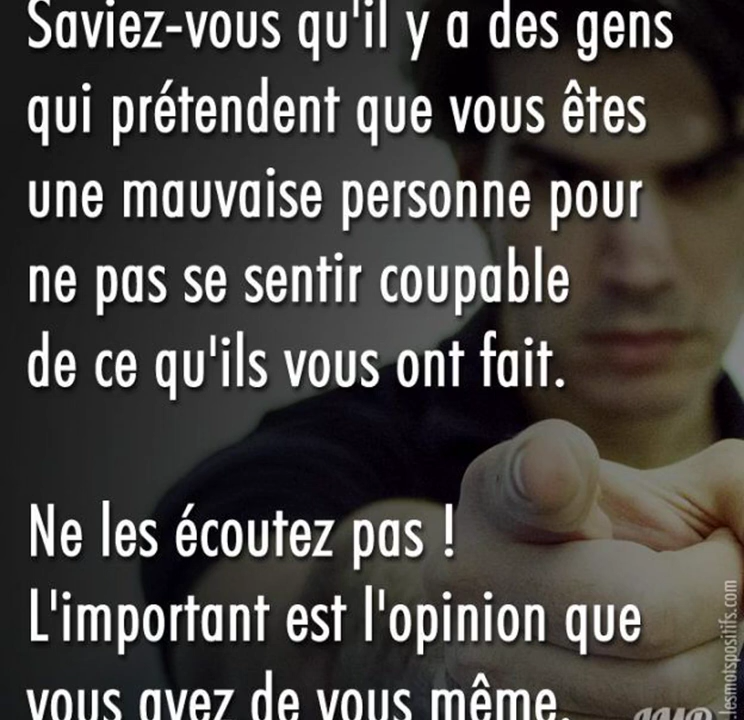 Saviez-vous qu'il y a des gens
qui prétendent que vous êtes
une mauvaise personne pour
ne pas se sentir coupable
de ce qu'ils vous ont fait.
Ne les écoutez pas !
L'important est l'opinion que
vous avez de vous même.
lesmotspositifs.com